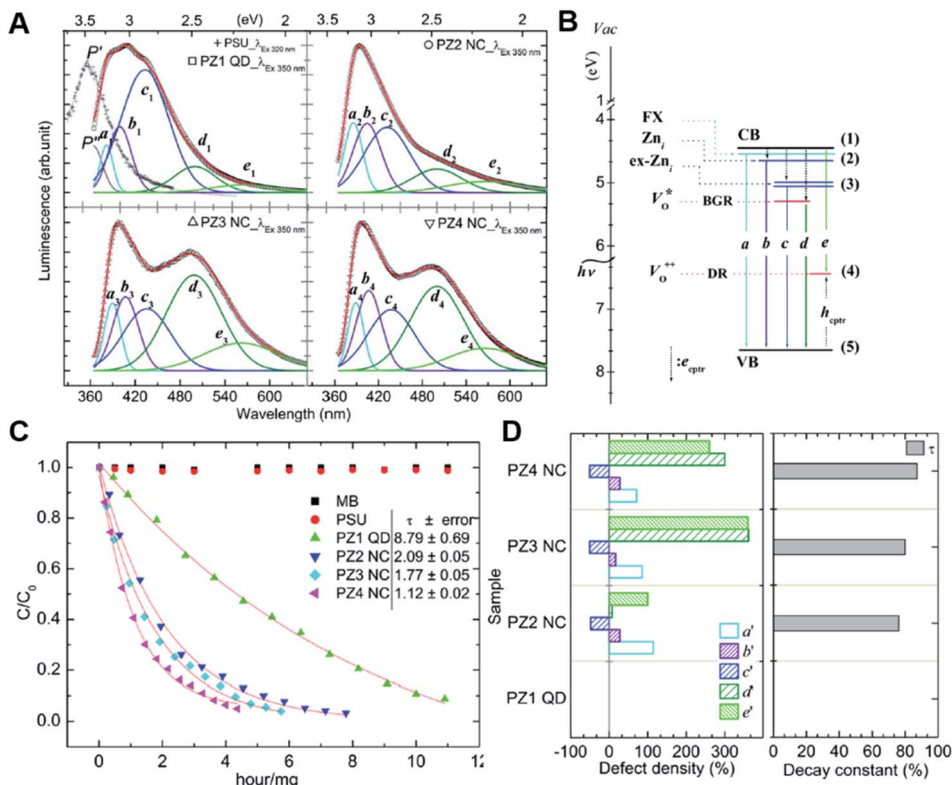 A
3.5 3 2.5 (eV) 2
3.5 3 2.5 2
+ PSU_λEx 320 nm
□ PZ1 QD_λEx 350 nm
P'
P''
a
b1
c1
d1
e1
○ PZ2 NC_λEx 350 nm
a2
b2
c2
d2
e2
△ PZ3 NC_λEx 350 nm
a3
b3
c3
d3
e3
▽ PZ4 NC_λEx 350 nm
a4
b4
c4
d4
e4
Luminescence (arb.unit)
360 420 480 540 600
360 420 480 540 600
Wavelength (nm)
B
Vac
(eV)
1
4
5
6
hν
7
8
FX
Zni
ex-Zni
VO*
BGR
VO++
DR
CB
VB
(1)
(2)
(3)
(4)
(5)
a b c d e
hcptr
:ecptr
C
C/C0
1.0
0.8
0.6
0.4
0.2
0.0
MB
PSU τ ± error
PZ1 QD 8.79 ± 0.69
PZ2 NC 2.09 ± 0.05
PZ3 NC 1.77 ± 0.05
PZ4 NC 1.12 ± 0.02
0 1 2 3 4 5 6 7 8 9 10 11 12
hour/mg
D
Sample
PZ4 NC
PZ3 NC
PZ2 NC
PZ1 QD
a'
b'
c'
d'
e'
-100 0 100 200 300 400
Defect density (%)
τ
0 20 40 60 80 100
Decay constant (%)